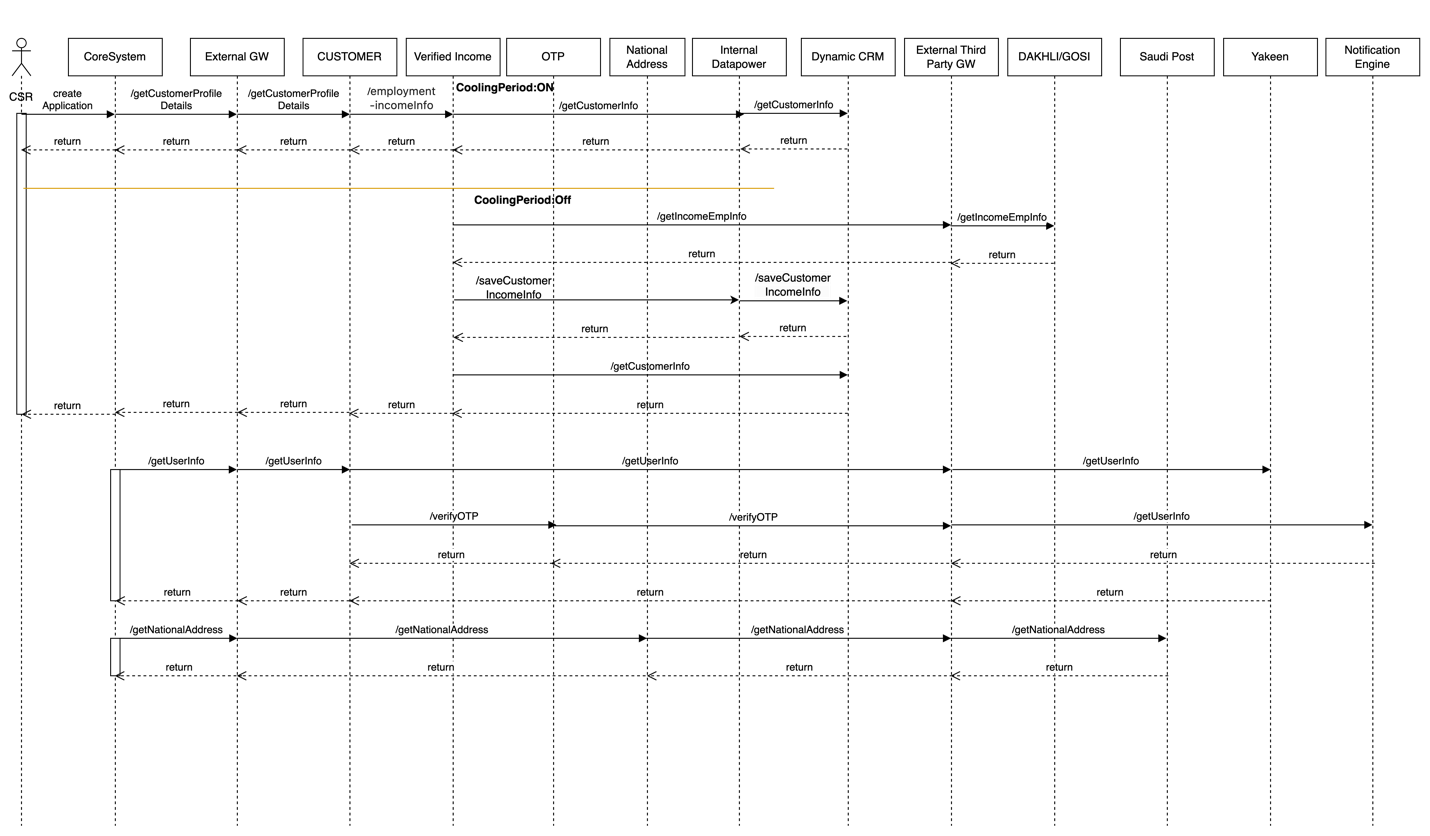 CSR
CoreSystem
External GW
CUSTOMER
Verified Income
OTP
National
Address
Internal
Datapower
Dynamic CRM
External Third
Party GW
DAKHLI/GOSI
Saudi Post
Yakeen
Notification
Engine
CoolingPeriod:ON
create
Application
/getCustomerProfile
Details
/getCustomerProfile
Details
/employment
-incomeInfo
/getCustomerInfo
/getCustomerInfo
return
return
return
return
return
return
CoolingPeriod:Off
/getIncomeEmpInfo
/getIncomeEmpInfo
return
return
/saveCustomer
IncomeInfo
/saveCustomer
IncomeInfo
return
return
/getCustomerInfo
return
return
return
return
return
/getUserInfo
/getUserInfo
/getUserInfo
/getUserInfo
/verifyOTP
/verifyOTP
/getUserInfo
return
return
return
return
return
return
return
/getNationalAddress
/getNationalAddress
/getNationalAddress
/getNationalAddress
return
return
return
return